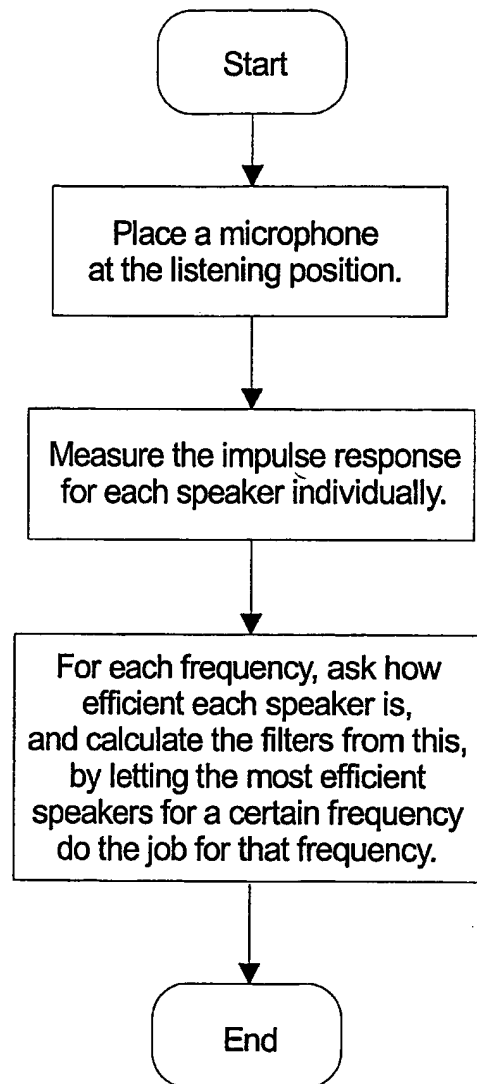 Start
Place a microphone
at the listening position.
Measure the impulse response
for each speaker individually.
For each frequency, ask how
efficient each speaker is,
and calculate the filters from this,
by letting the most efficient
speakers for a certain frequency
do the job for that frequency.
End